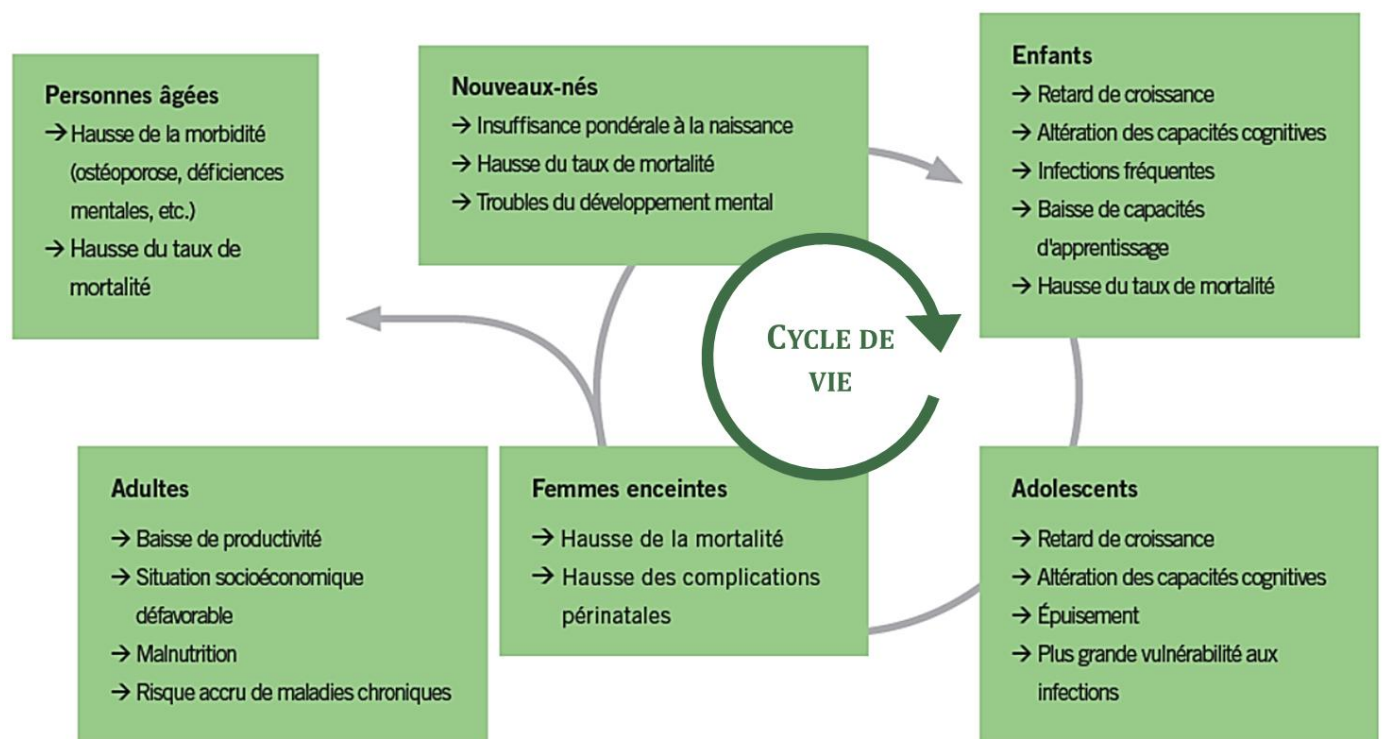 Personnes âgées
→ Hausse de la morbidité
(ostéoporose, déficiences
mentales, etc.)
→ Hausse du taux de
mortalité
Nouveaux-nés
→ Insuffisance pondérale à la naissance
→ Hausse du taux de mortalité
→ Troubles du développement mental
Enfants
→ Retard de croissance
→ Altération des capacités cognitives
→ Infections fréquentes
→ Baisse de capacités
d'apprentissage
→ Hausse du taux de mortalité
CYCLE DE
VIE
Adultes
→ Baisse de productivité
→ Situation socioéconomique
défavorable
→ Malnutrition
→ Risque accru de maladies chroniques
Femmes enceintes
→ Hausse de la mortalité
→ Hausse des complications
périnatales
Adolescents
→ Retard de croissance
→ Altération des capacités cognitives
→ Épuisement
→ Plus grande vulnérabilité aux
infections